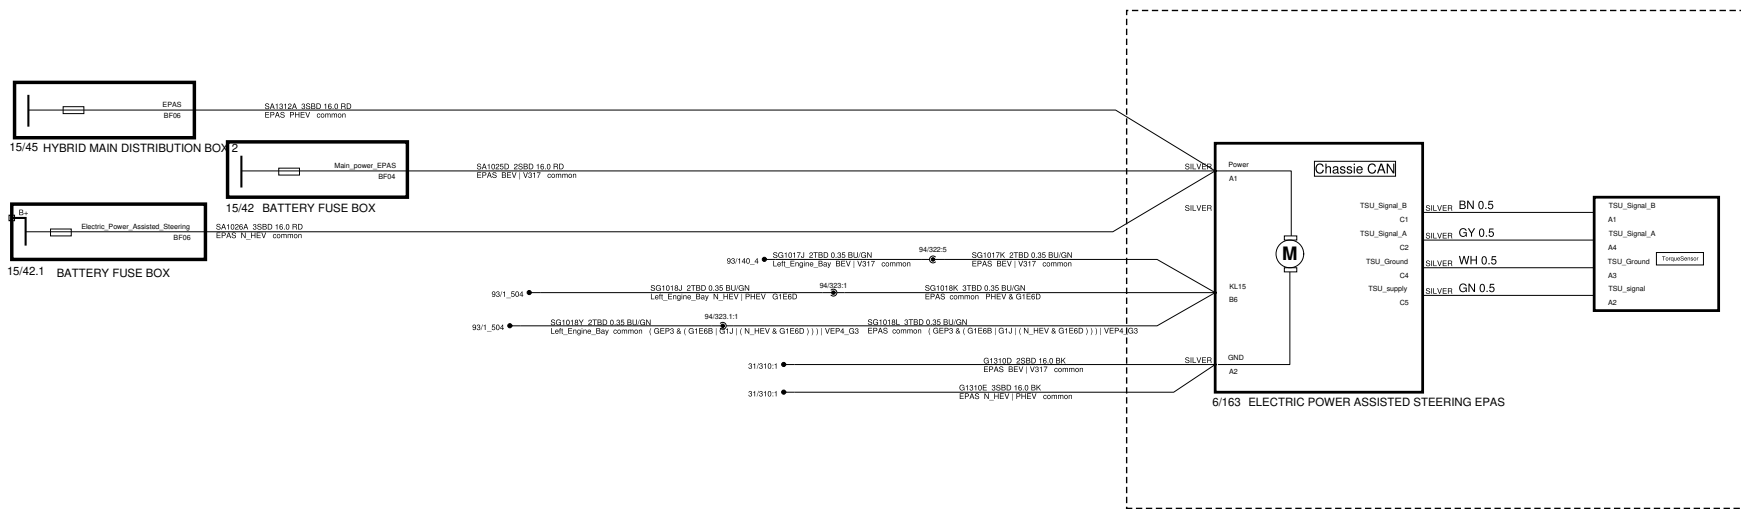 EPAS
BF06
SA1312A 3SBD 16.0 RD
EPAS PHEV common
15/45 HYBRID MAIN DISTRIBUTION BOX 2
Main_power_EPAS
BF04
SA1025D 2SBD 16.0 RD
EPAS BEV | V317 common
15/42 BATTERY FUSE BOX
B+
Electric_Power_Assisted_Steering
BF06
SA1026A 3SBD 16.0 RD
EPAS N_HEV common
15/42.1 BATTERY FUSE BOX
93/140_4
SG1017J 2TBD 0.35 BU/GN
Left_Engine_Bay BEV | V317 common
94/322:5
SG1017K 2TBD 0.35 BU/GN
EPAS BEV | V317 common
93/1_504
SG1018J 2TBD 0.35 BU/GN
Left_Engine_Bay N_HEV | PHEV G1E6D
94/323:1
SG1018K 3TBD 0.35 BU/GN
EPAS common PHEV & G1E6D
93/1_504
SG1018Y 2TBD 0.35 BU/GN
Left_Engine_Bay common ( GEP3 & ( G1E6B | G1J | ( N_HEV & G1E6D ) ) ) | VEP4_G3
94/323.1:1
SG1018L 3TBD 0.35 BU/GN
EPAS common ( GEP3 & ( G1E6B | G1J | ( N_HEV & G1E6D ) ) ) | VEP4_G3
31/310:1
G1310D 2SBD 16.0 BK
EPAS BEV | V317 common
31/310:1
G1310E 3SBD 16.0 BK
EPAS N_HEV | PHEV common
SILVER
SILVER
SILVER
Power
A1
KL15
B6
GND
A2
Chassie CAN
M
TSU_Signal_B
C1
TSU_Signal_A
C2
TSU_Ground
C4
TSU_supply
C5
6/163 ELECTRIC POWER ASSISTED STEERING EPAS
SILVER BN 0.5
SILVER GY 0.5
SILVER WH 0.5
SILVER GN 0.5
TSU_Signal_B
A1
TSU_Signal_A
A4
TSU_Ground
A3
TSU_signal
A2
TorqueSensor